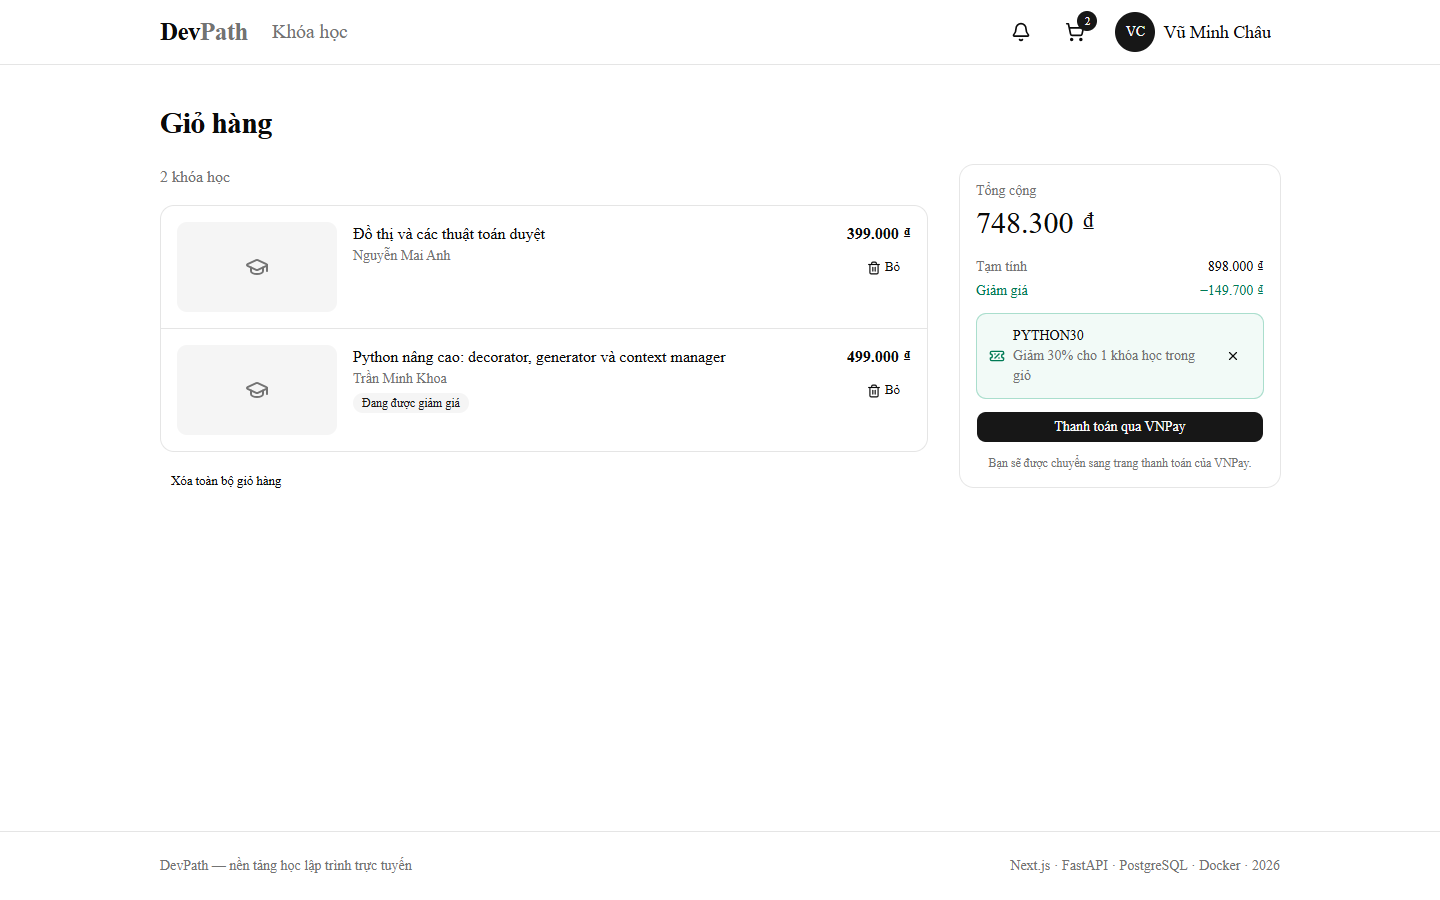 DevPath Khóa học 2 VC Vũ Minh Châu
Giỏ hàng
2 khóa học
Đồ thị và các thuật toán duyệt
Nguyễn Mai Anh
399.000 ₫
Bỏ
Python nâng cao: decorator, generator và context manager
Trần Minh Khoa
Đang được giảm giá
499.000 ₫
Bỏ
Xóa toàn bộ giỏ hàng
Tổng cộng
748.300 ₫
Tạm tính 898.000 ₫
Giảm giá −149.700 ₫
PYTHON30
Giảm 30% cho 1 khóa học trong
giỏ
Thanh toán qua VNPay
Bạn sẽ được chuyển sang trang thanh toán của VNPay.
DevPath — nền tảng học lập trình trực tuyến
Next.js · FastAPI · PostgreSQL · Docker · 2026